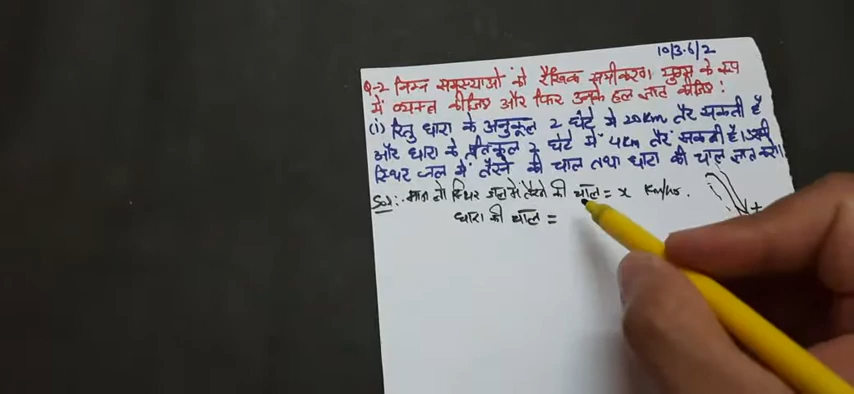 10/3.6/2
Q-2 निम्न समस्याओं को रैखिक समीकरण युग्म के रूप
में व्यक्त कीजिए और फिर उनके हल ज्ञात कीजिए!
(i) रितु धारा के अनुकूल 2 घंटे में 20Km तैर सकती है
और धारा के प्रतिकूल 2 घंटे में 4Km तैर सकती है। उसकी
स्थिर जल में तैरने की चाल तथा धारा की चाल ज्ञात करो।
Sol:- मान लो स्थिर जल में तैरने की चाल = x Km/hr.
धारा की चाल =
+